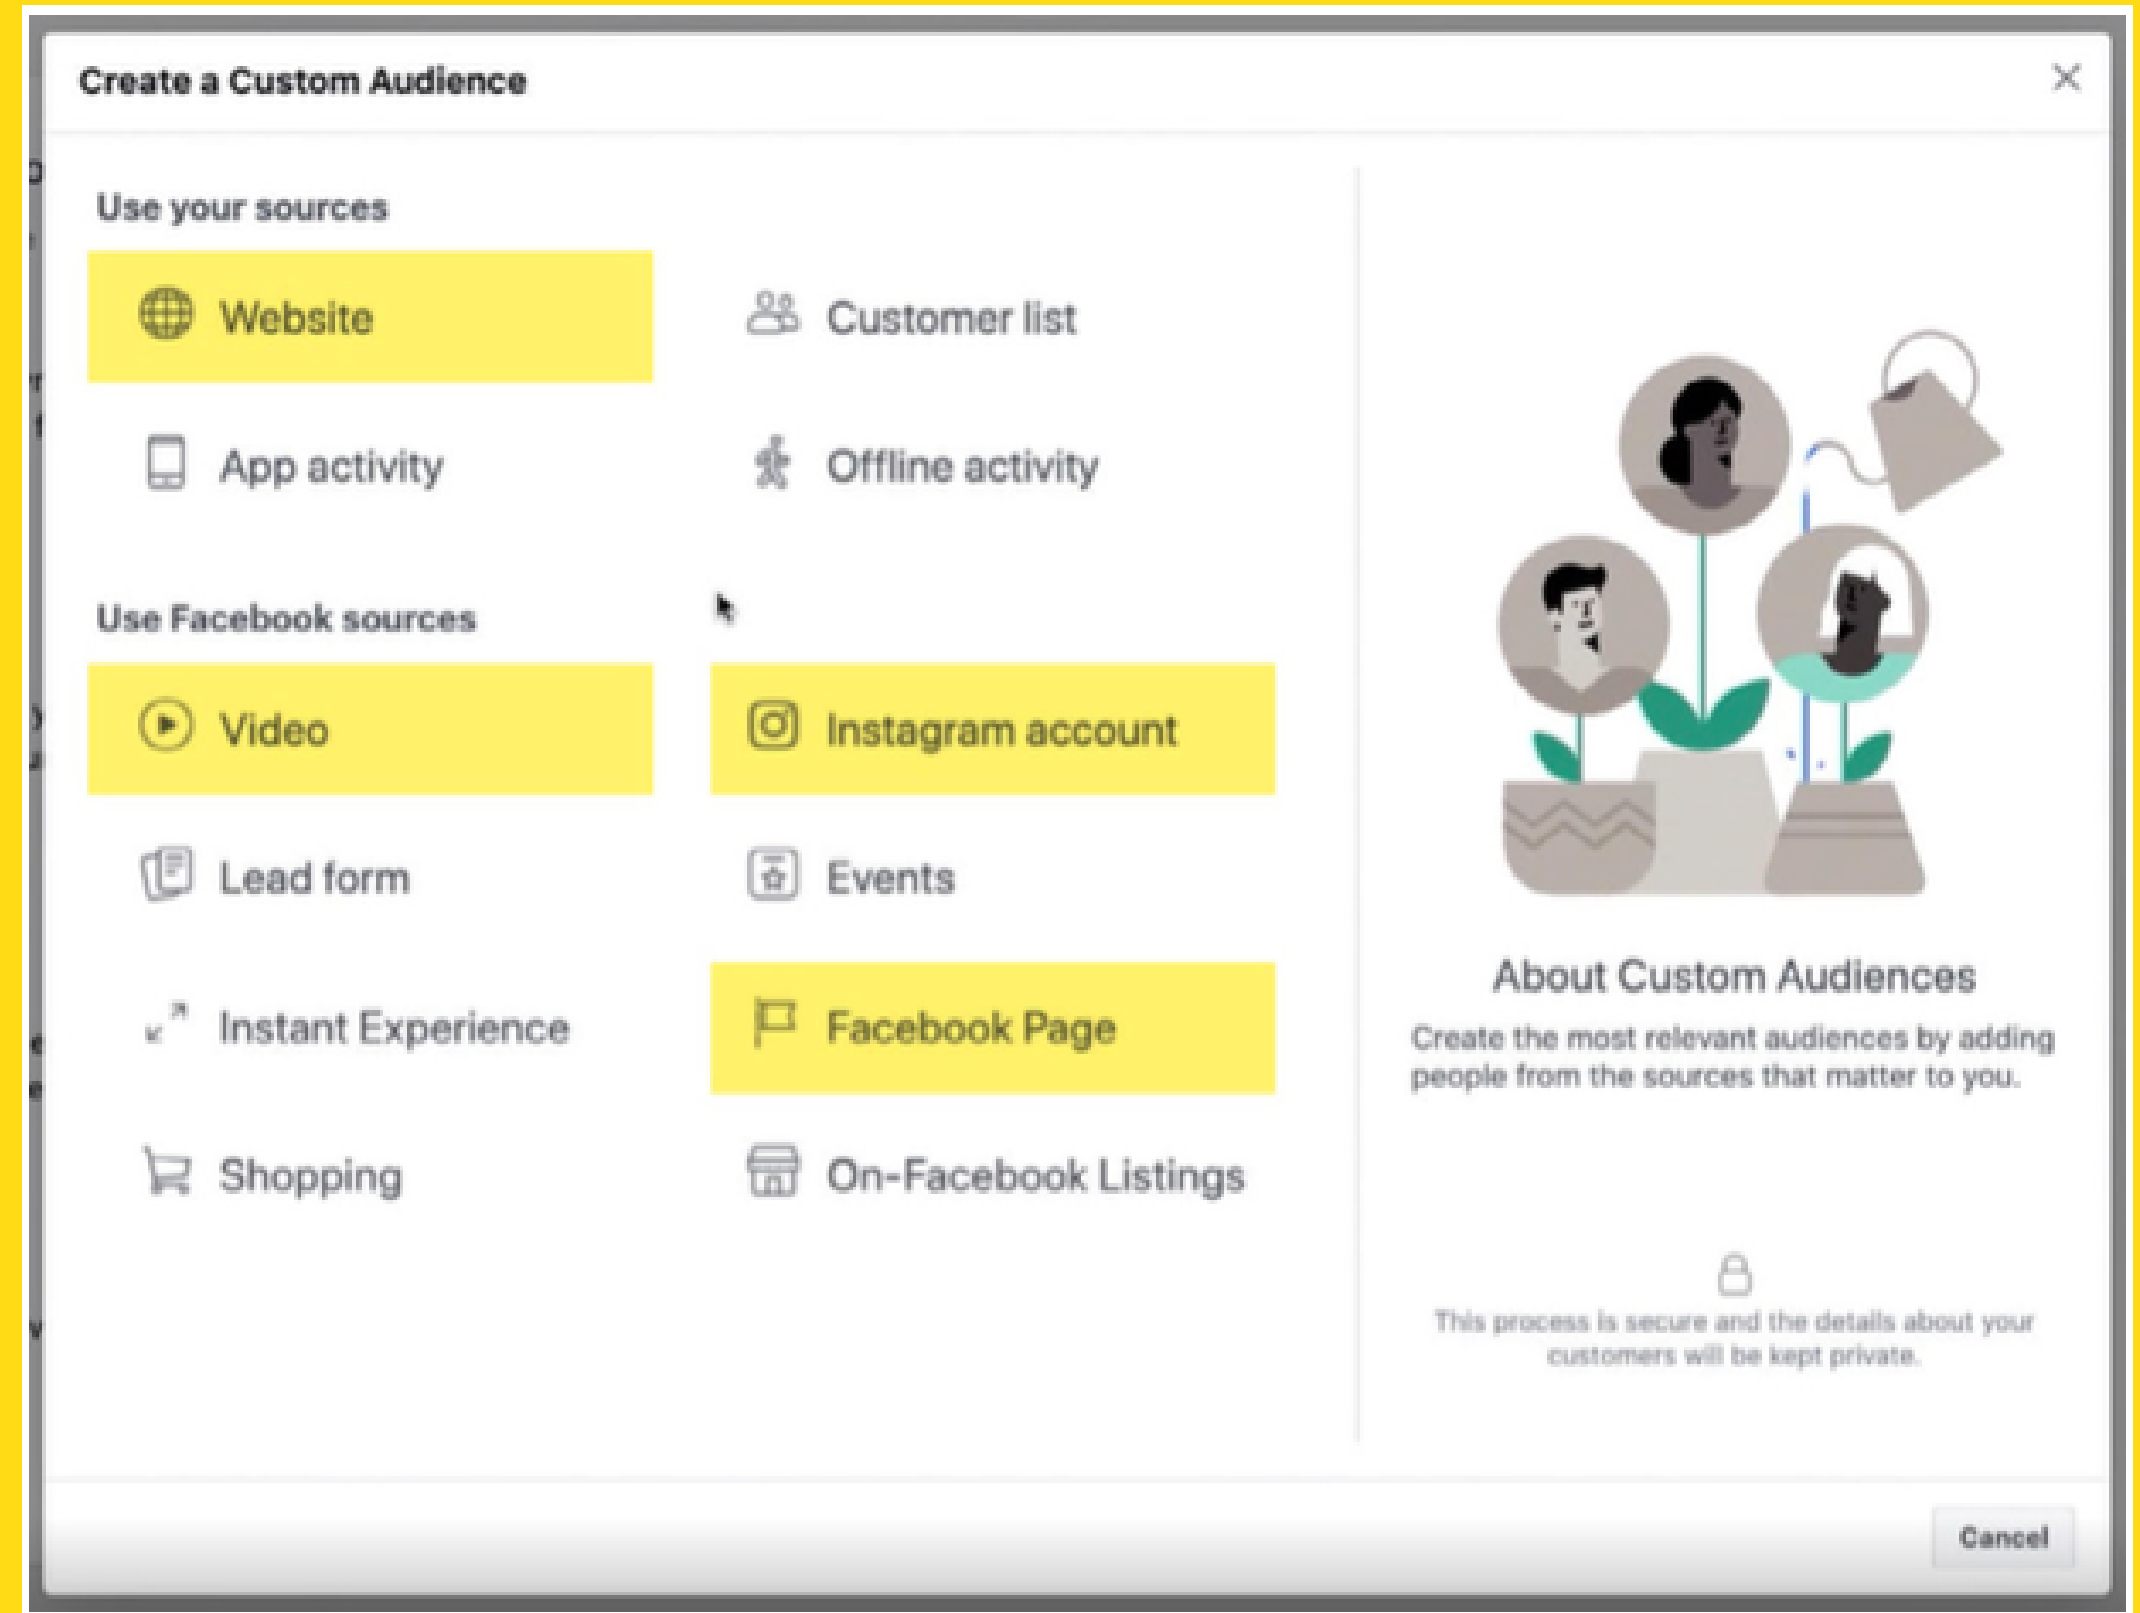 Create a Custom Audience
Use your sources
Website
Customer list
App activity
Offline activity
Use Facebook sources
Video
Instagram account
Lead form
Events
Instant Experience
Facebook Page
Shopping
On-Facebook Listings
About Custom Audiences
Create the most relevant audiences by adding
people from the sources that matter to you.
This process is secure and the details about your
customers will be kept private.
Cancel